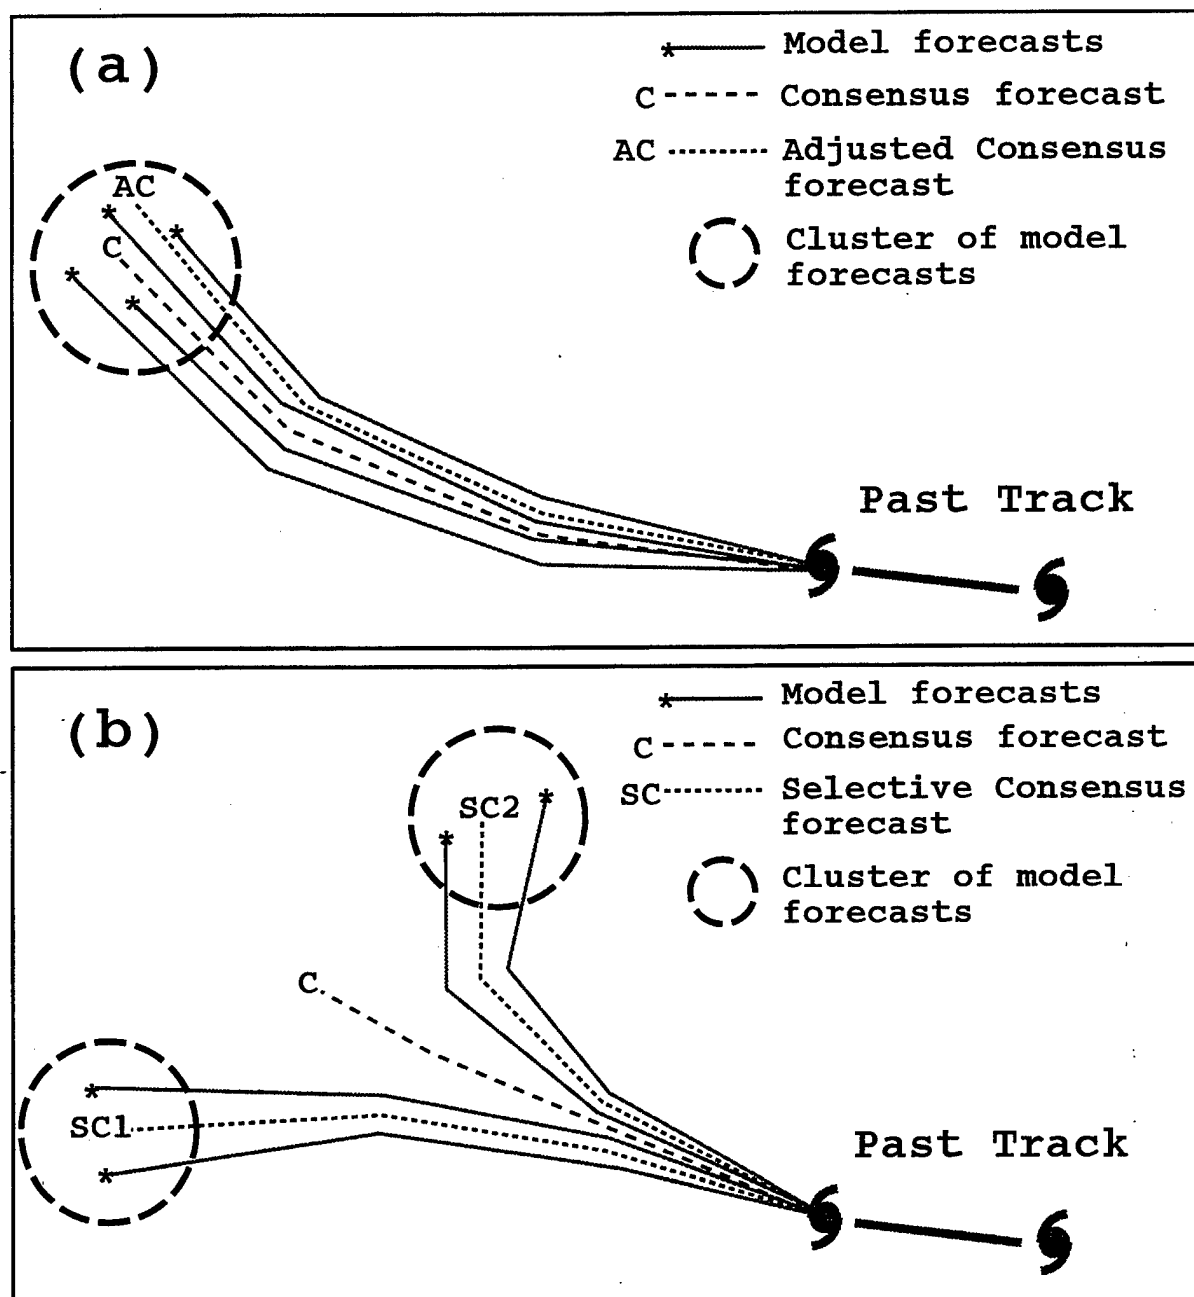 (a)
* Model forecasts
C Consensus forecast
AC Adjusted Consensus
forecast
Cluster of model
forecasts
AC
*
*
C
*
*
Past Track
(b)
* Model forecasts
C Consensus forecast
SC Selective Consensus
forecast
Cluster of model
forecasts
SC2
*
*
C
*
SC1
*
Past Track